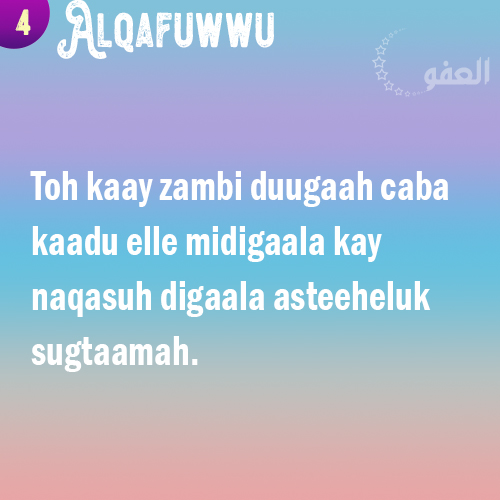 4
ALQAFUWWU
العفو
Toh kaay zambi duugaah caba
kaadu elle midigaala kay
naqasuh digaala asteeheluk
sugtaamah.